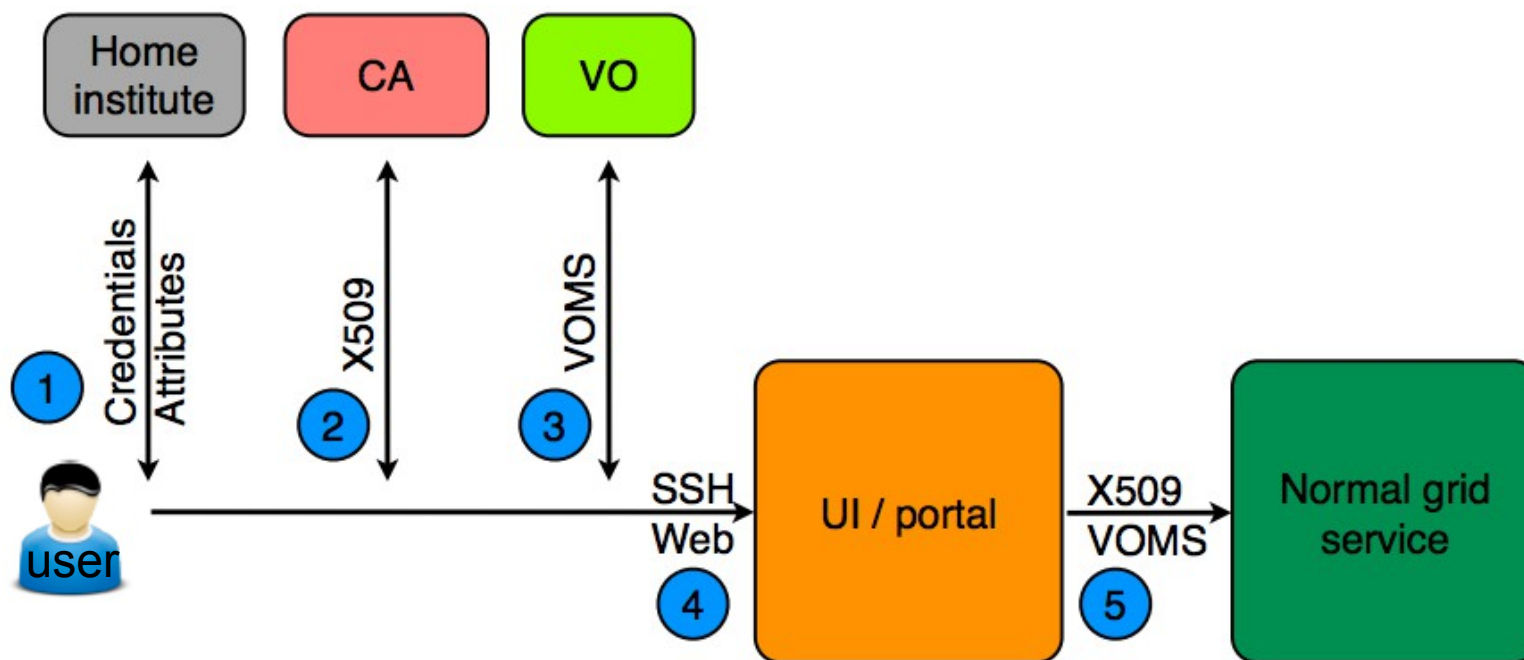 Home
institute
CA
VO
Credentials
Attributes
X509
VOMS
1
2
3
user
SSH
Web
4
UI / portal
X509
VOMS
5
Normal grid
service